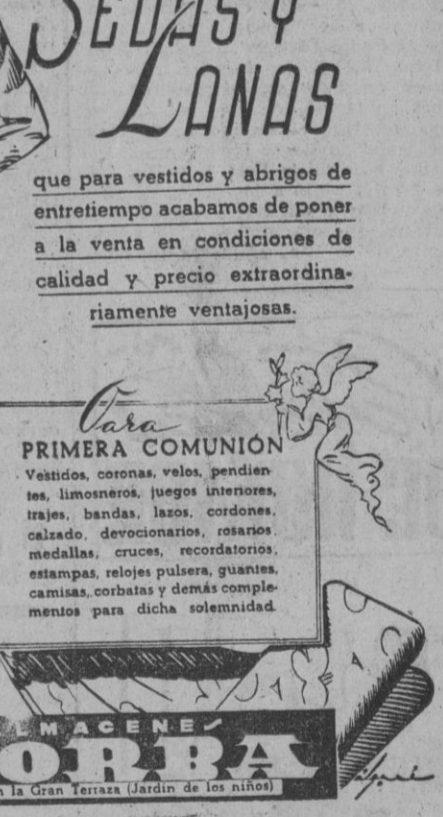 SEDAS Y
LANAS
que para vestidos y abrigos de
entretiempo acabamos de poner
a la venta en condiciones de
calidad y precio extraordina-
riamente ventajosas.
Para
PRIMERA COMUNIÓN
Vestidos, coronas, velos, pendien-
tes, limosneros, juegos interiores,
trajes, bandas, lazos, cordones,
calzado, devocionarios, rosarios
medallas, cruces, recordatorios,
estampas, relojes pulsera, guantes,
camisas, corbatas y demás comple-
mentos para dicha solemnidad
LMACENES
ORBA
n la Gran Terraza (Jardín de los niños)